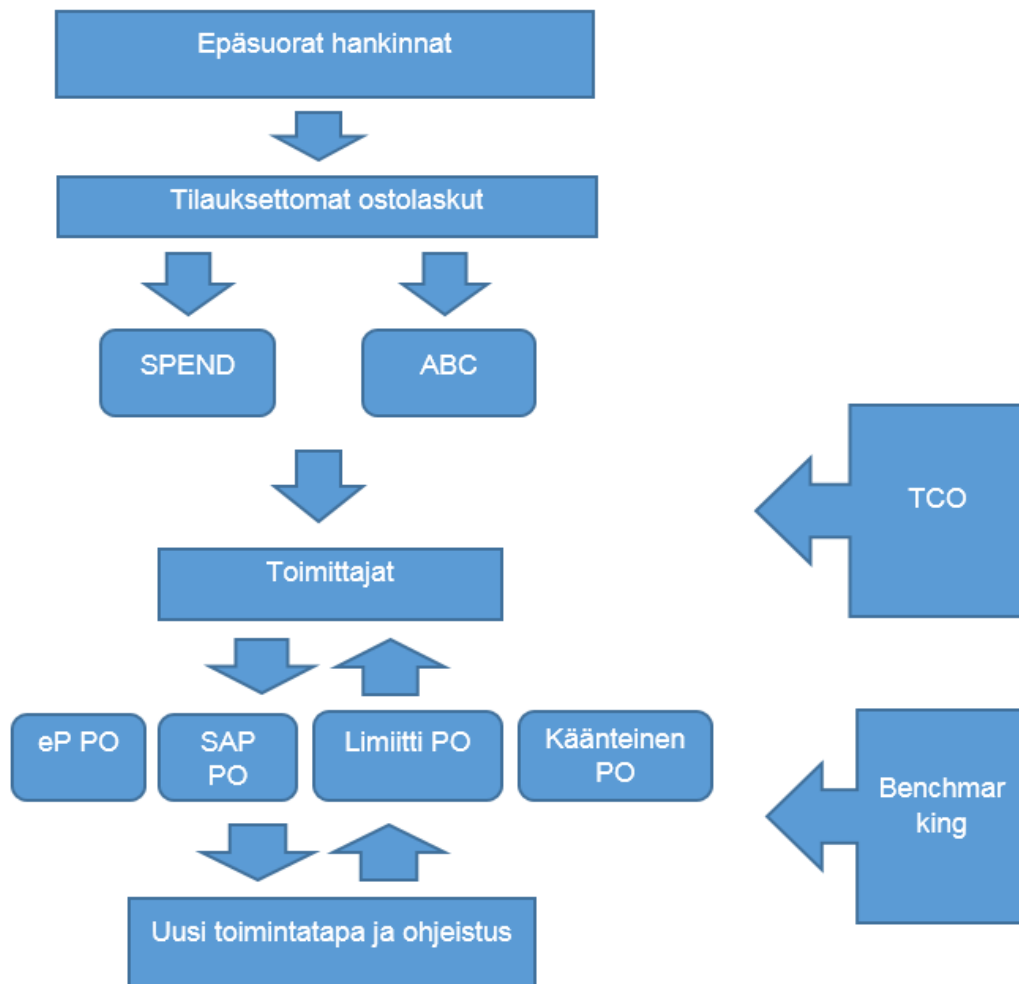 Epäsuorat hankinnat
Tilauksettomat ostolaskut
SPEND
ABC
TCO
Toimittajat
eP PO
SAP
PO
Limiitti PO
Käänteinen
PO
Benchmar
king
Uusi toimintatapa ja ohjeistus